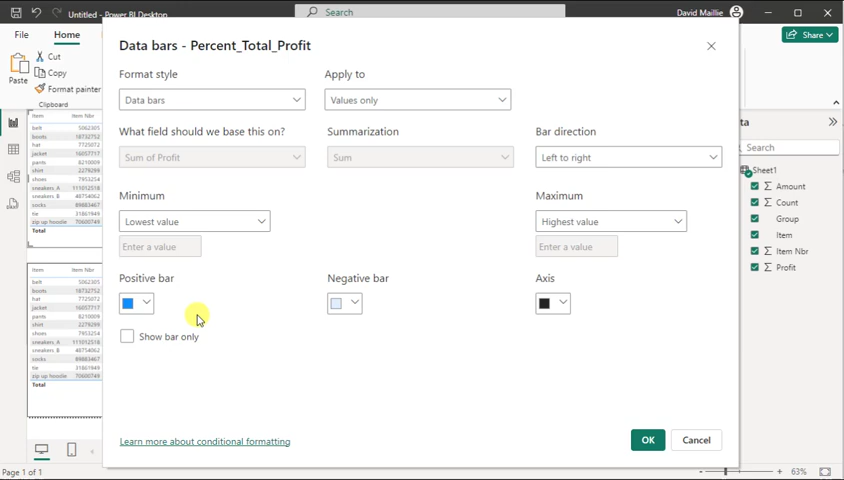 Untitled - Power BI Desktop
Search
David Maillie
File
Home
Share
Paste
Cut
Copy
Format painter
Clipboard
Data bars - Percent_Total_Profit
Format style
Apply to
Data bars
Values only
What field should we base this on?
Summarization
Bar direction
Sum of Profit
Sum
Left to right
Minimum
Maximum
Lowest value
Highest value
Enter a value
Enter a value
Positive bar
Negative bar
Axis
Show bar only
Learn more about conditional formatting
OK
Cancel
Item Item Nbr
belt 5062305
boots 18732752
hat 7725072
jacket 16057717
pants 8210009
shirt 2279299
shoes 7953254
sneakers_A 111012518
sneakers_B 48754062
socks 89883467
tie 31861949
zip up hoodie 70600749
Total
Item Item Nbr
belt 5062305
boots 18732752
hat 7725072
jacket 16057717
pants 8210009
shirt 2279299
shoes 7953254
sneakers_A 111012518
sneakers_B 48754062
socks 89883467
tie 31861949
zip up hoodie 70600749
Total
ta
Search
Sheet1
Amount
Count
Group
Item
Item Nbr
Profit
Page 1 of 1
63%